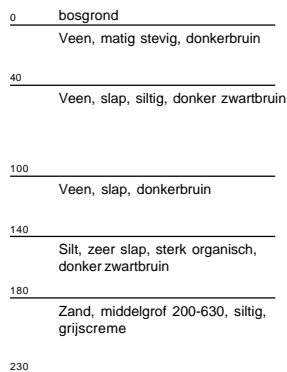 0 bosgrond
Veen, matig stevig, donkerbruin
40
Veen, slap, siltig, donker zwartbruin
100
Veen, slap, donkerbruin
140
Silt, zeer slap, sterk organisch,
donker zwartbruin
180
Zand, middelgrof 200-630, siltig,
grijscreme
230